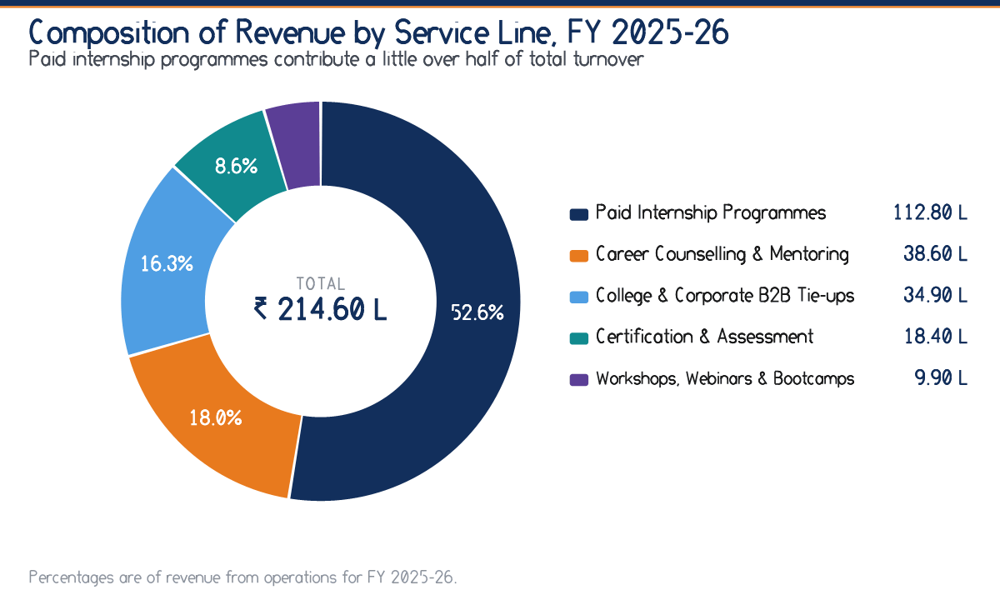 Composition of Revenue by Service Line, FY 2025-26
Paid internship programmes contribute a little over half of total turnover
8.6%
16.3%
18.0%
52.6%
TOTAL
₹ 214.60 L
Paid Internship Programmes 112.80 L
Career Counselling & Mentoring 38.60 L
College & Corporate B2B Tie-ups 34.90 L
Certification & Assessment 18.40 L
Workshops, Webinars & Bootcamps 9.90 L
Percentages are of revenue from operations for FY 2025-26.